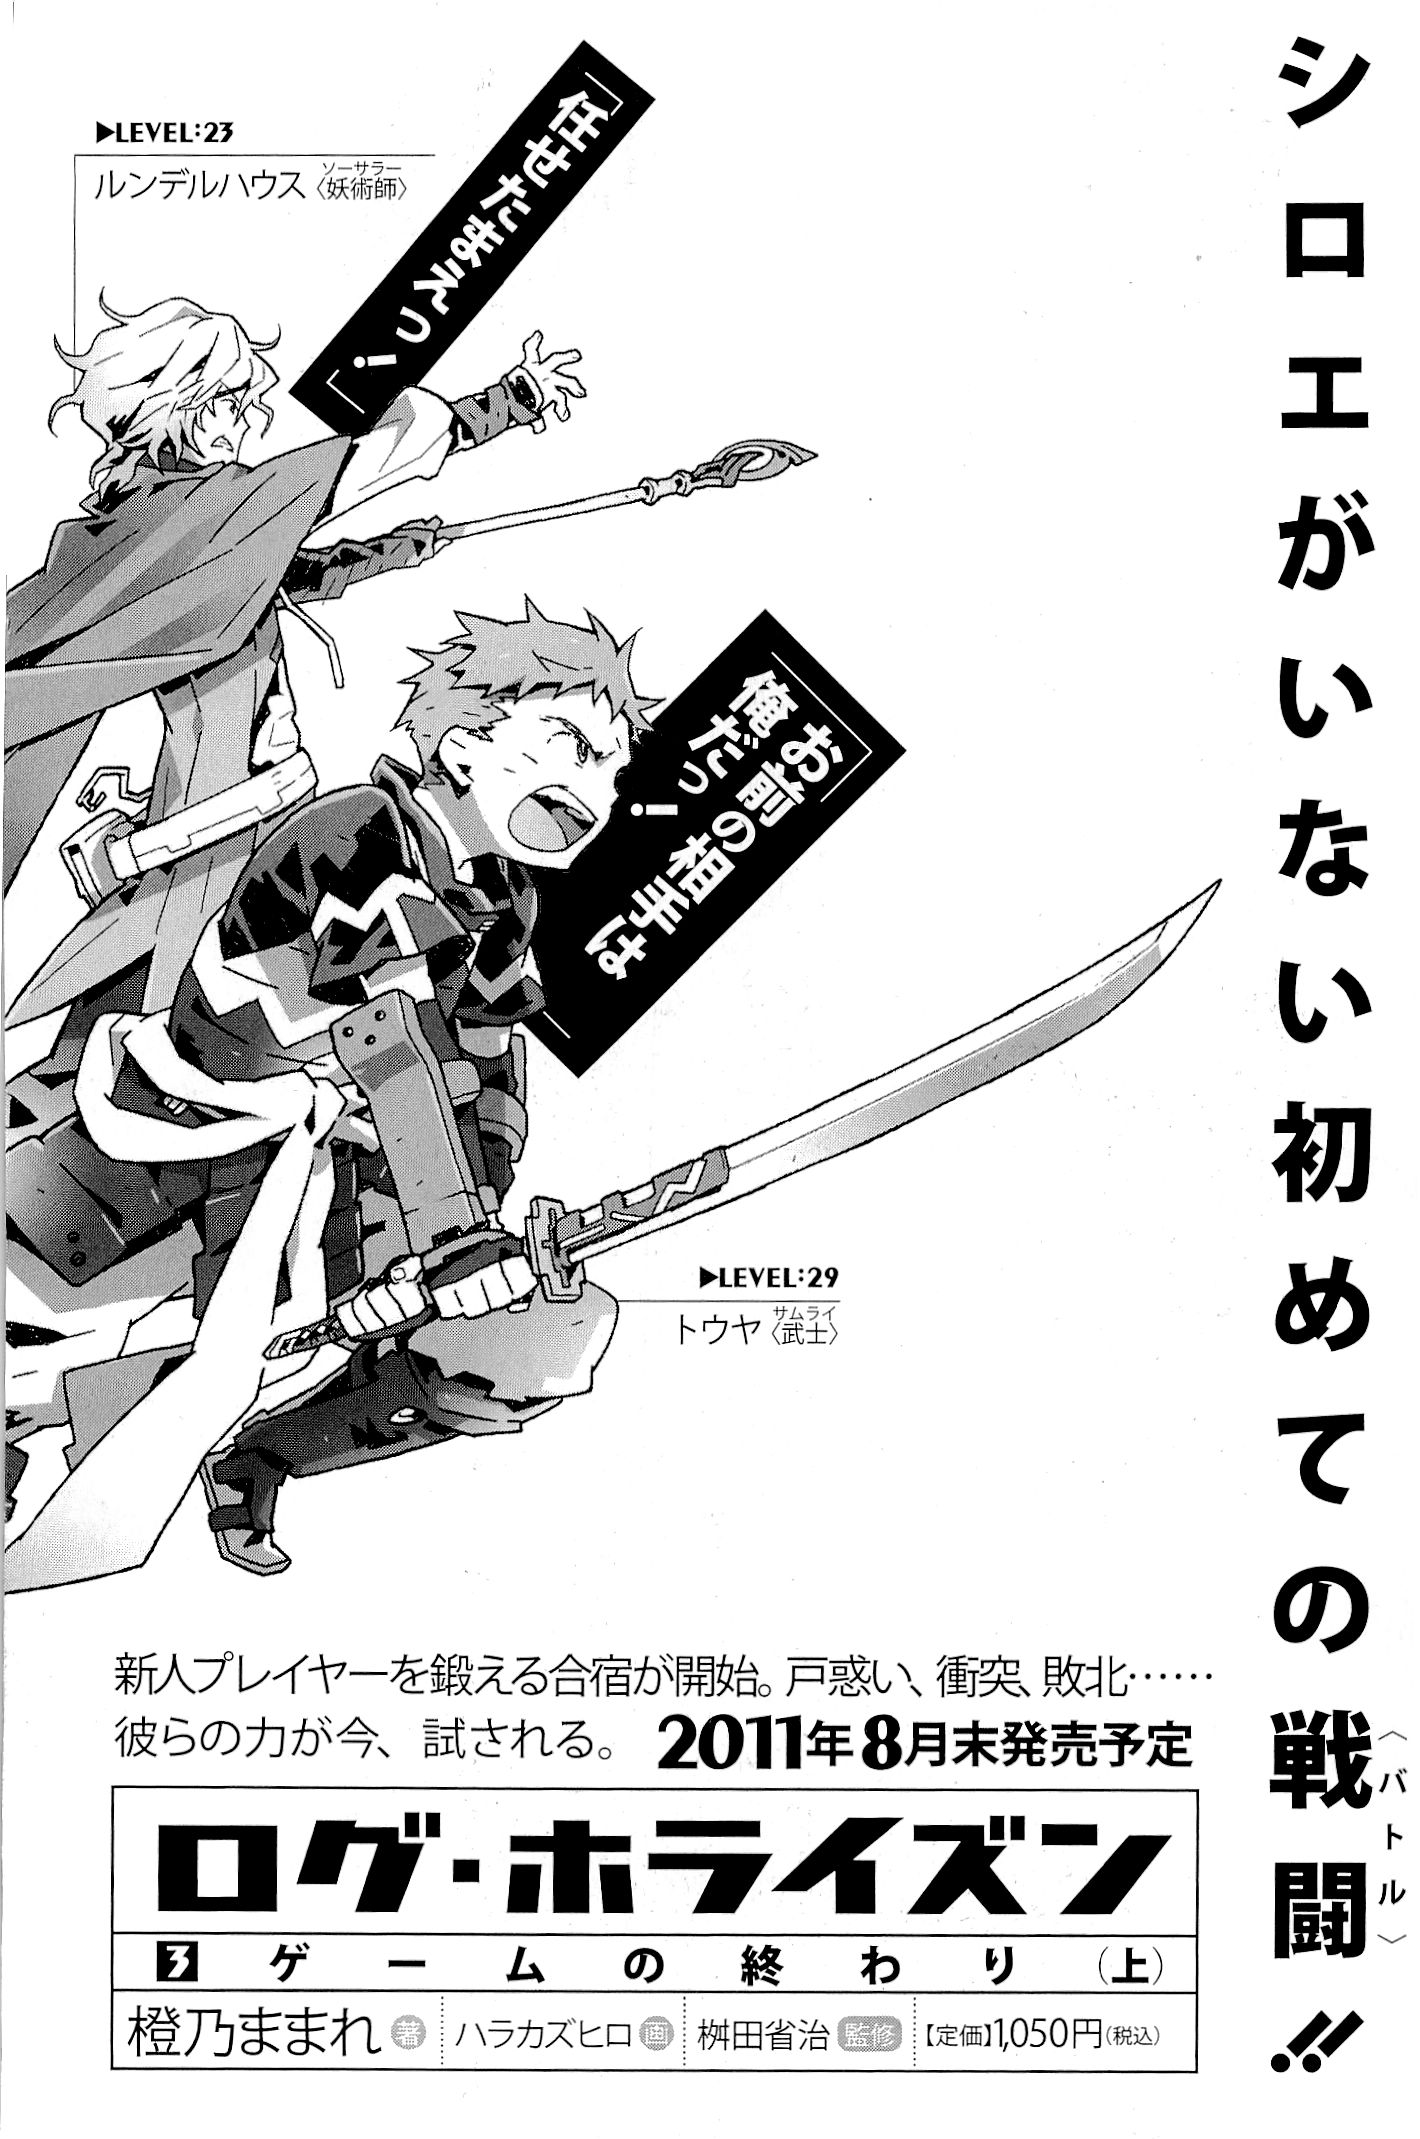 シロエがいない初めての戦闘!!
〈バトル〉
▶LEVEL:23
ソーサラー
ルンデルハウス〈妖術師〉
「任せたまえっ!」
「お前の相手は
俺だっ!」
▶LEVEL:29
サムライ
トウヤ〈武士〉
新人プレイヤーを鍛える合宿が開始。戸惑い、衝突、敗北……
彼らの力が今、試される。 2011年8月末発売予定
ログ・ホライズン
3 ゲームの終わり(上)
橙乃ままれ 著 ハラカズヒロ 画 桝田省治 監修 【定価】1,050円(税込)